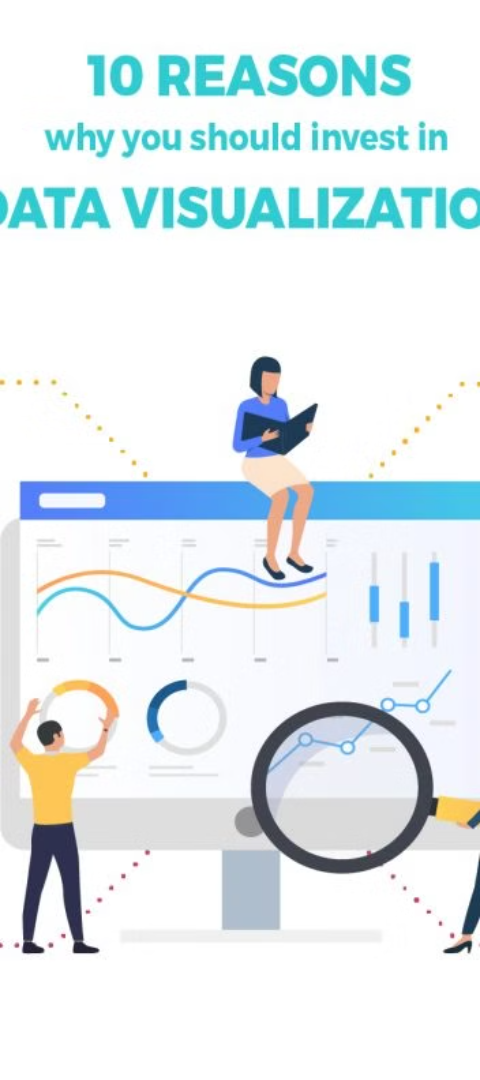 10 REASONS
why you should invest in
DATA VISUALIZATIO